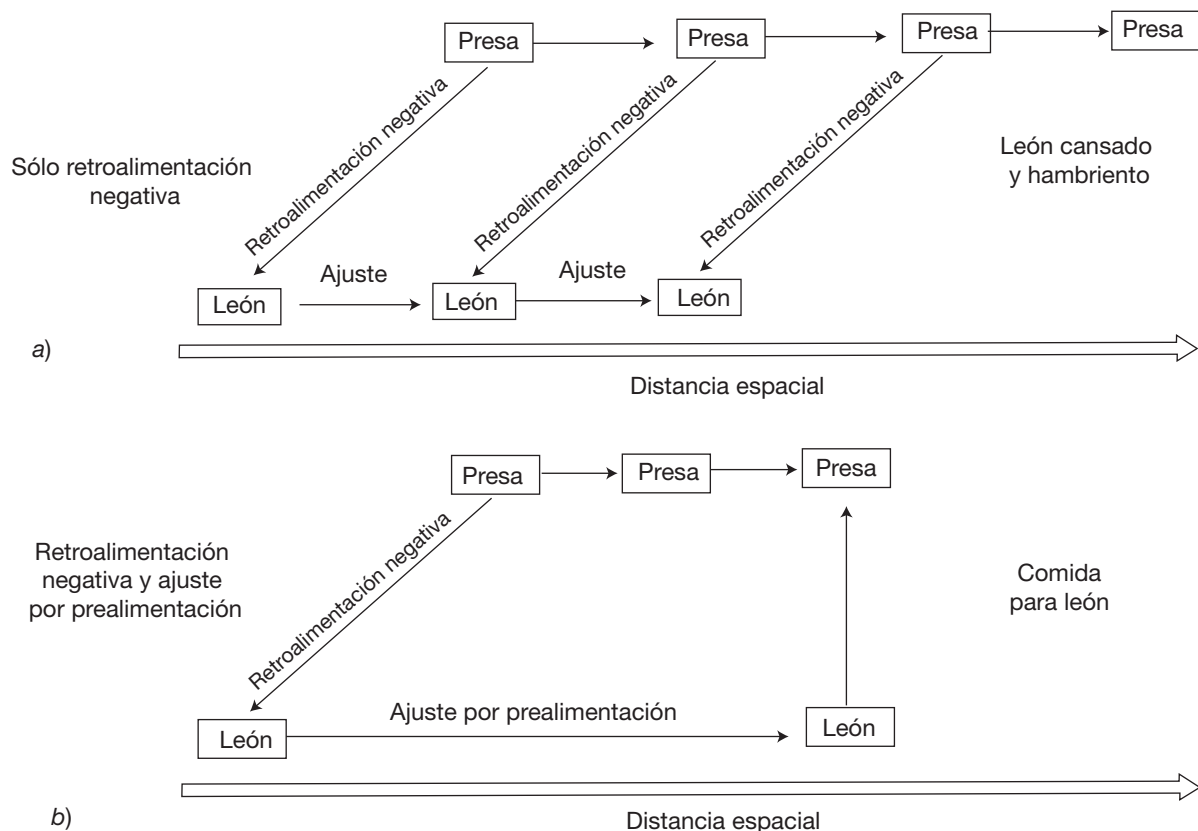 Presa
Presa
Presa
Presa
Retroalimentación negativa
Retroalimentación negativa
Retroalimentación negativa
Sólo retroalimentación
negativa
León cansado
y hambriento
Ajuste
Ajuste
León
León
León
a)
Distancia espacial
Presa
Presa
Presa
Retroalimentación negativa
Retroalimentación
negativa y ajuste
por prealimentación
Comida
para león
Ajuste por prealimentación
León
León
b)
Distancia espacial